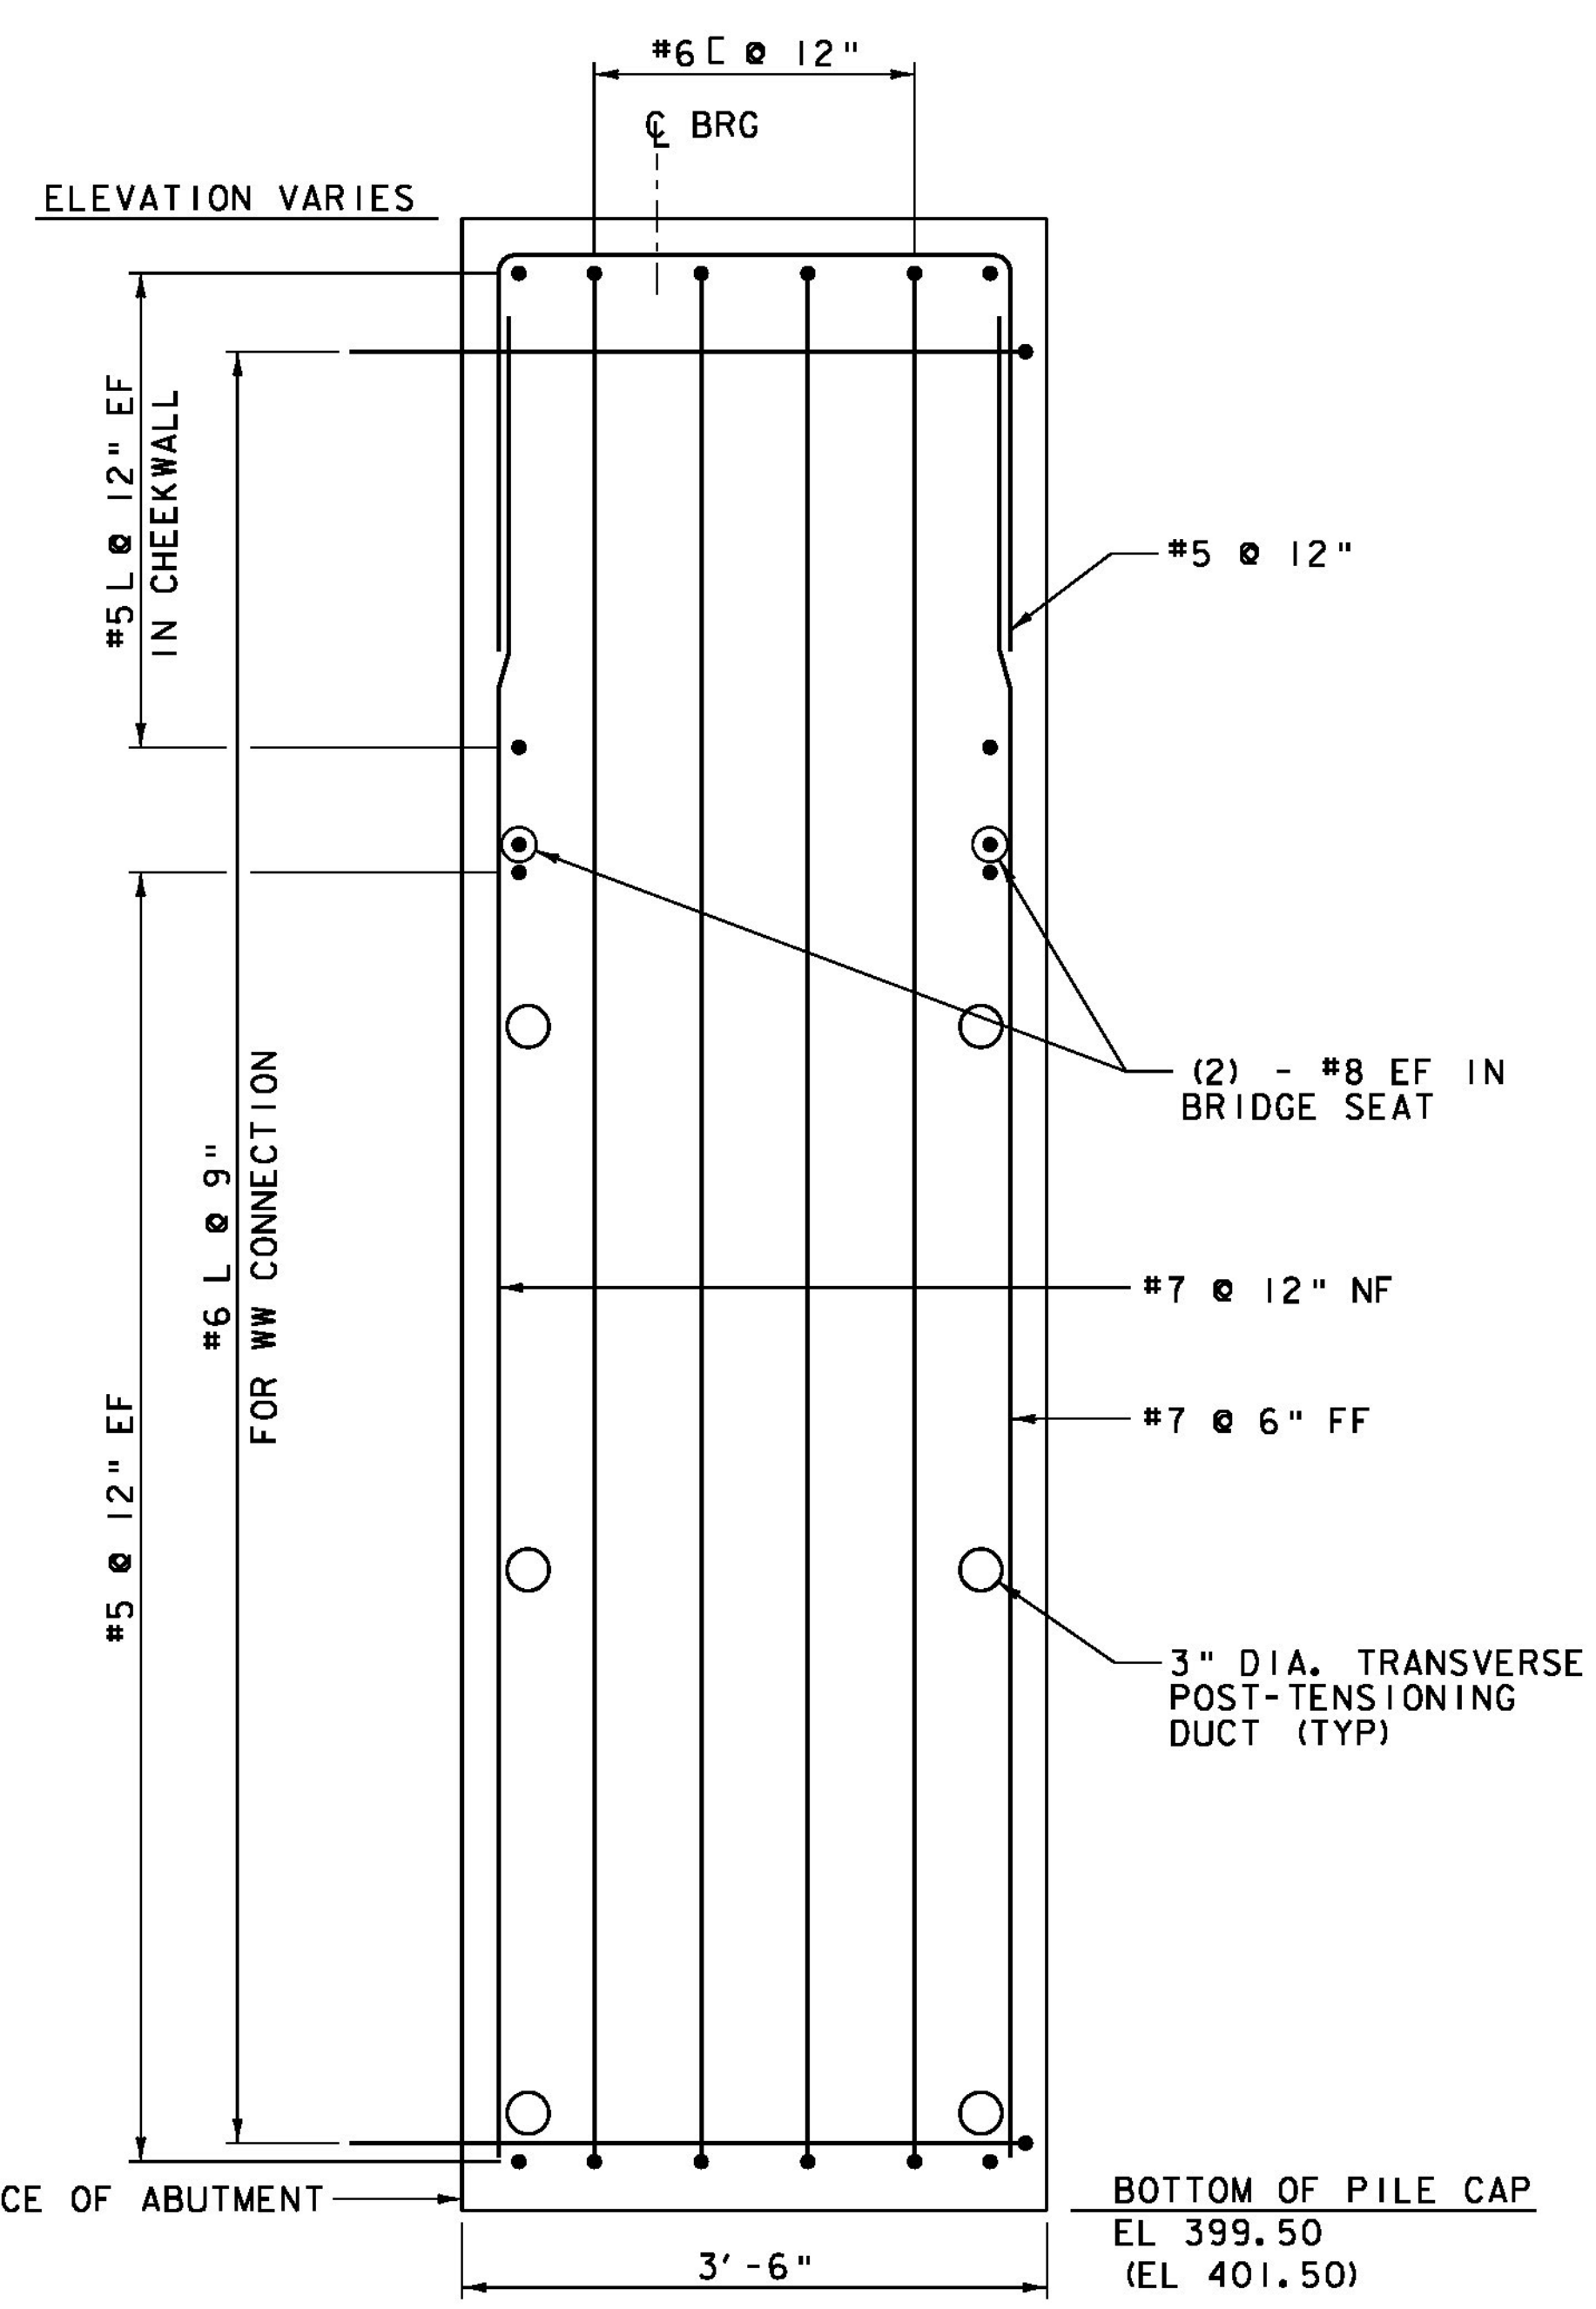 #6 [ @ 12"
℄ BRG
ELEVATION VARIES
#5 L @ 12" EF
IN CHEEKWALL
#5 @ 12"
(2) - #8 EF IN
BRIDGE SEAT
#6 L @ 9"
FOR WW CONNECTION
#7 @ 12" NF
#7 @ 6" FF
#5 @ 12" EF
3" DIA. TRANSVERSE
POST-TENSIONING
DUCT (TYP)
CE OF ABUTMENT
BOTTOM OF PILE CAP
EL 399.50
(EL 401.50)
3'-6"